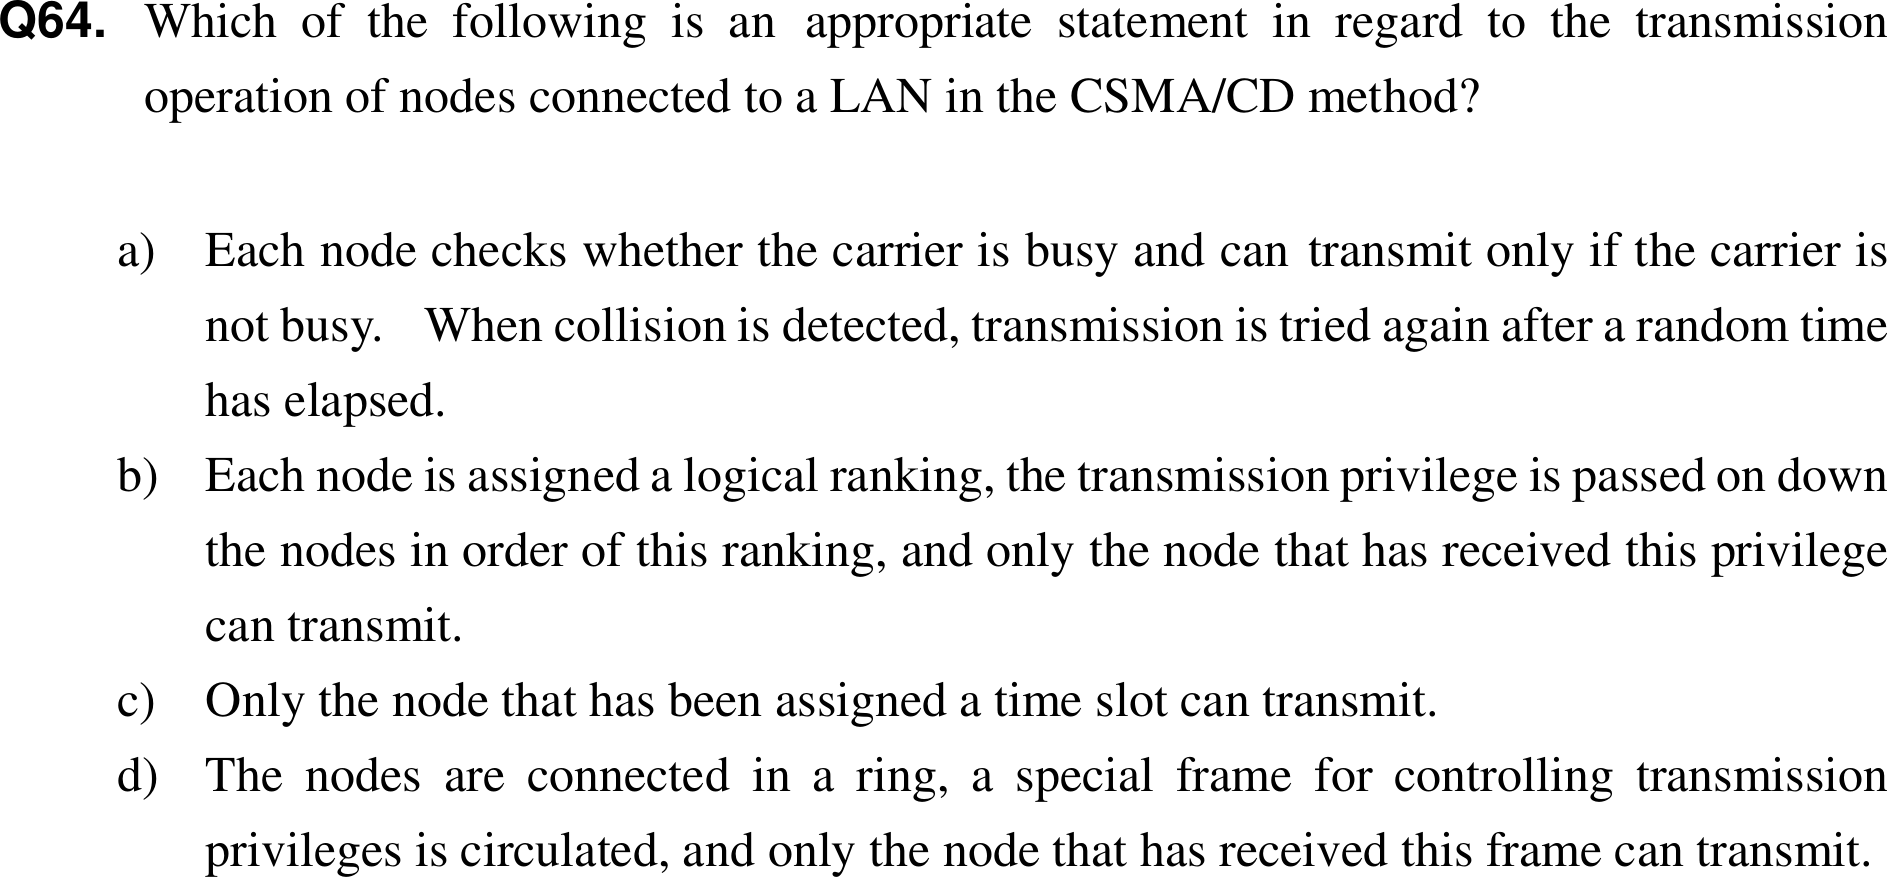 Q64. Which of the following is an appropriate statement in regard to the transmission
operation of nodes connected to a LAN in the CSMA/CD method?
a) Each node checks whether the carrier is busy and can transmit only if the carrier is
not busy. When collision is detected, transmission is tried again after a random time
has elapsed.
b) Each node is assigned a logical ranking, the transmission privilege is passed on down
the nodes in order of this ranking, and only the node that has received this privilege
can transmit.
c) Only the node that has been assigned a time slot can transmit.
d) The nodes are connected in a ring, a special frame for controlling transmission
privileges is circulated, and only the node that has received this frame can transmit.